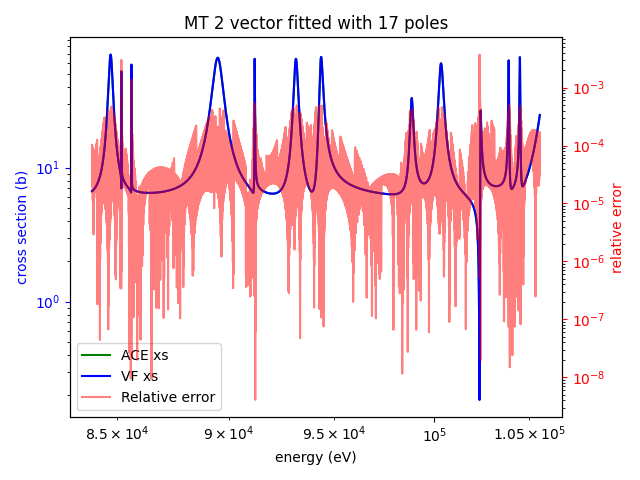 MT 2 vector fitted with 17 poles
cross section (b)
10¹
10⁰
10⁻³
10⁻⁴
10⁻⁵
10⁻⁶
10⁻⁷
10⁻⁸
relative error
ACE xs
VF xs
Relative error
8.5 × 10⁴ 9 × 10⁴ 9.5 × 10⁴ 10⁵ 1.05 × 10⁵
energy (eV)